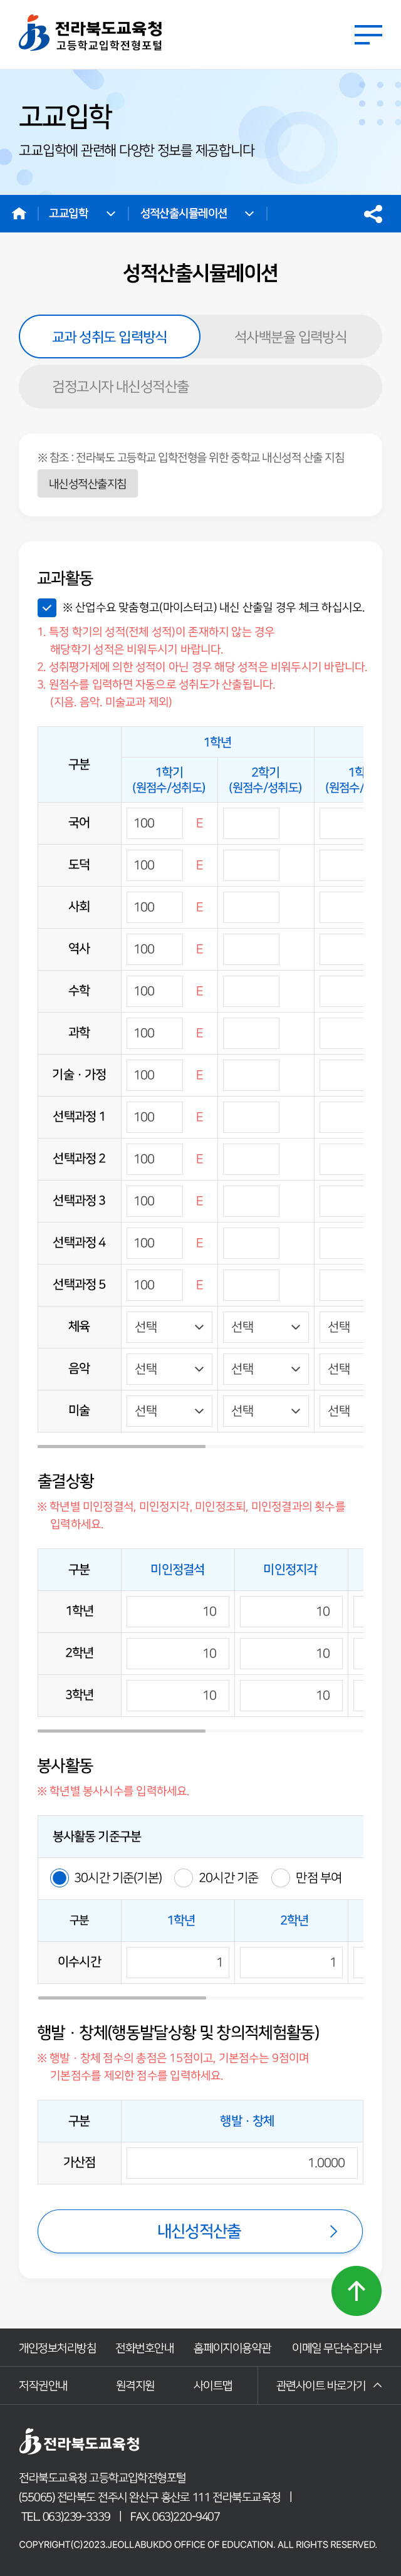 전라북도교육청
고등학교입학전형포털
고교입학
고교입학에 관련해 다양한 정보를 제공합니다
고교입학 성적산출시뮬레이션
성적산출시뮬레이션
교과 성취도 입력방식 석사백분율 입력방식
검정고시자 내신성적산출
※ 참조 : 전라북도 고등학교 입학전형을 위한 중학교 내신성적 산출 지침
내신성적산출지침
교과활동
※ 산업수요 맞춤형고(마이스터고) 내신 산출일 경우 체크 하십시오.
1. 특정 학기의 성적(전체 성적)이 존재하지 않는 경우
해당학기 성적은 비워두시기 바랍니다.
2. 성취평가제에 의한 성적이 아닌 경우 해당 성적은 비워두시기 바랍니다.
3. 원점수를 입력하면 자동으로 성취도가 산출됩니다.
(지음. 음악. 미술교과 제외)
구분 1학년
1학기 2학기 1학
(원점수/성취도) (원점수/성취도) (원점수/
국어 100 E
도덕 100 E
사회 100 E
역사 100 E
수학 100 E
과학 100 E
기술 · 가정 100 E
선택과정 1 100 E
선택과정 2 100 E
선택과정 3 100 E
선택과정 4 100 E
선택과정 5 100 E
체육 선택 선택 선택
음악 선택 선택 선택
미술 선택 선택 선택
출결상황
※ 학년별 미인정결석, 미인정지각, 미인정조퇴, 미인정결과의 횟수를
입력하세요.
구분 미인정결석 미인정지각
1학년 10 10
2학년 10 10
3학년 10 10
봉사활동
※ 학년별 봉사시수를 입력하세요.
봉사활동 기준구분
30시간 기준(기본) 20시간 기준 만점 부여
구분 1학년 2학년
이수시간 1 1
행발 · 창체(행동발달상황 및 창의적체험활동)
※ 행발 · 창체 점수의 총점은 15점이고, 기본점수는 9점이며
기본점수를 제외한 점수를 입력하세요.
구분 행발 · 창체
가산점 1.0000
내신성적산출
개인정보처리방침 전화번호안내 홈페이지이용약관 이메일 무단수집거부
저작권안내 원격지원 사이트맵 관련사이트 바로가기
전라북도교육청
전라북도교육청 고등학교입학전형포털
(55065) 전라북도 전주시 완산구 홍산로 111 전라북도교육청 |
TEL. 063)239-3339 | FAX. 063)220-9407
COPYRIGHT(C)2023.JEOLLABUKDO OFFICE OF EDUCATION. ALL RIGHTS RESERVED.